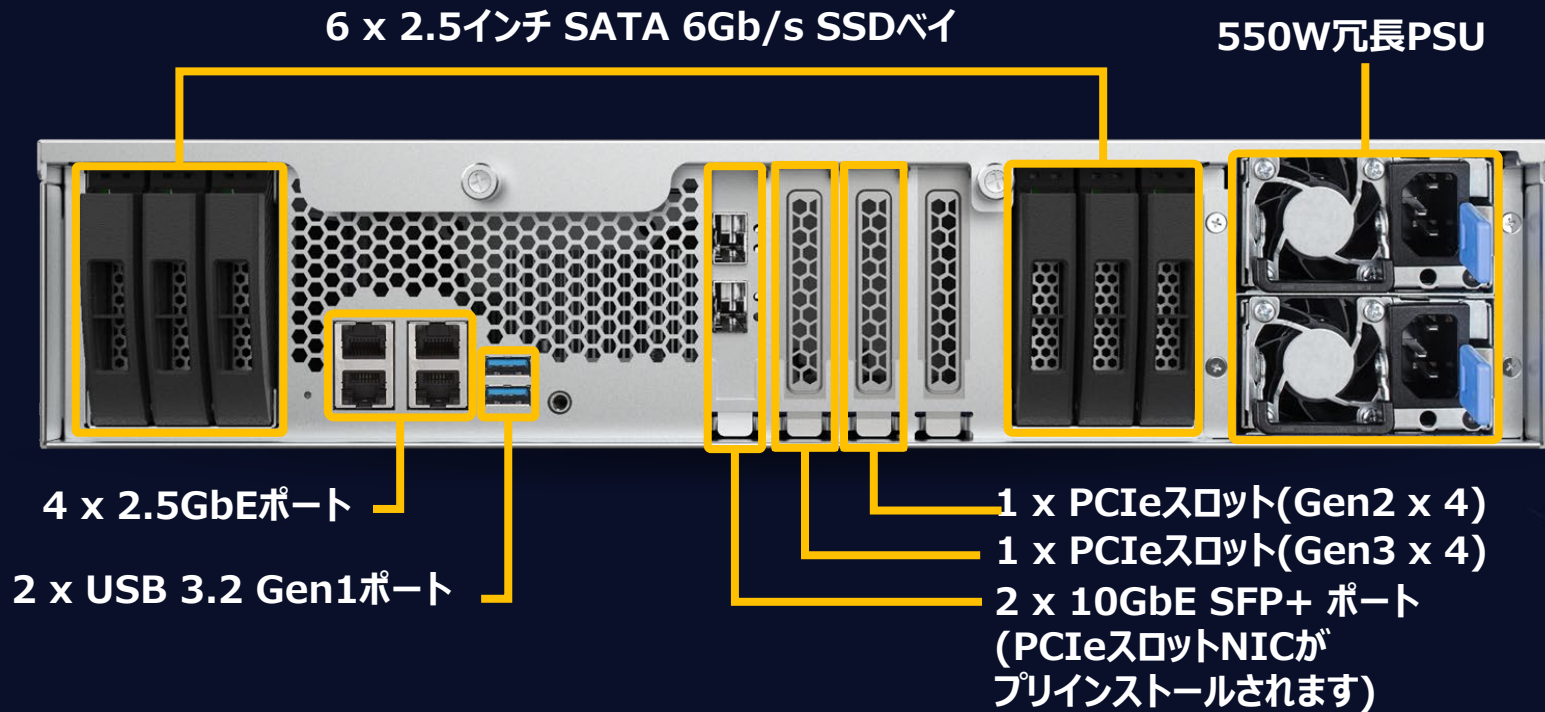 6 x 2.5インチ SATA 6Gb/s SSDベイ
550W冗長PSU
4 x 2.5GbEポート
2 x USB 3.2 Gen1ポート
1 x PCIeスロット(Gen2 x 4)
1 x PCIeスロット(Gen3 x 4)
2 x 10GbE SFP+ ポート
(PCIeスロットNICが
プリインストールされます)